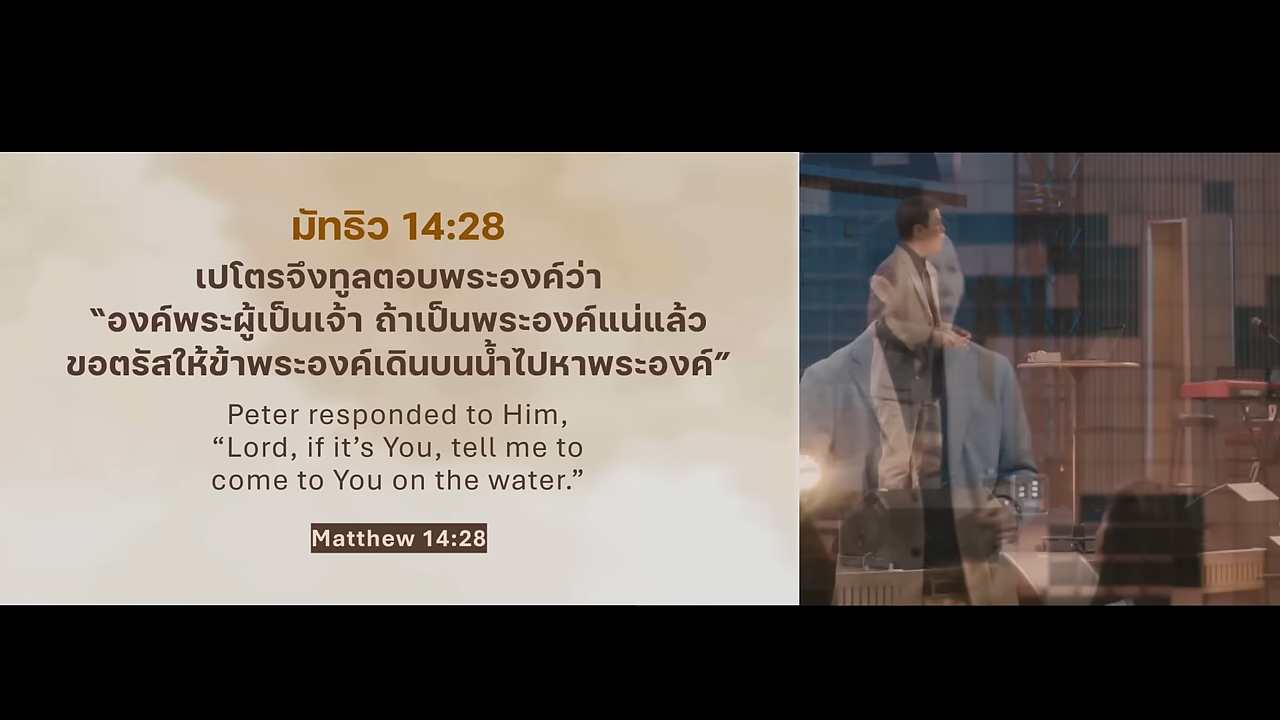 มัทธิว 14:28
เปโตรจึงทูลตอบพระองค์ว่า
“องค์พระผู้เป็นเจ้า ถ้าเป็นพระองค์แน่แล้ว
ขอตรัสให้ข้าพระองค์เดินบนน้ำไปหาพระองค์”
Peter responded to Him,
“Lord, if it’s You, tell me to
come to You on the water.”
Matthew 14:28